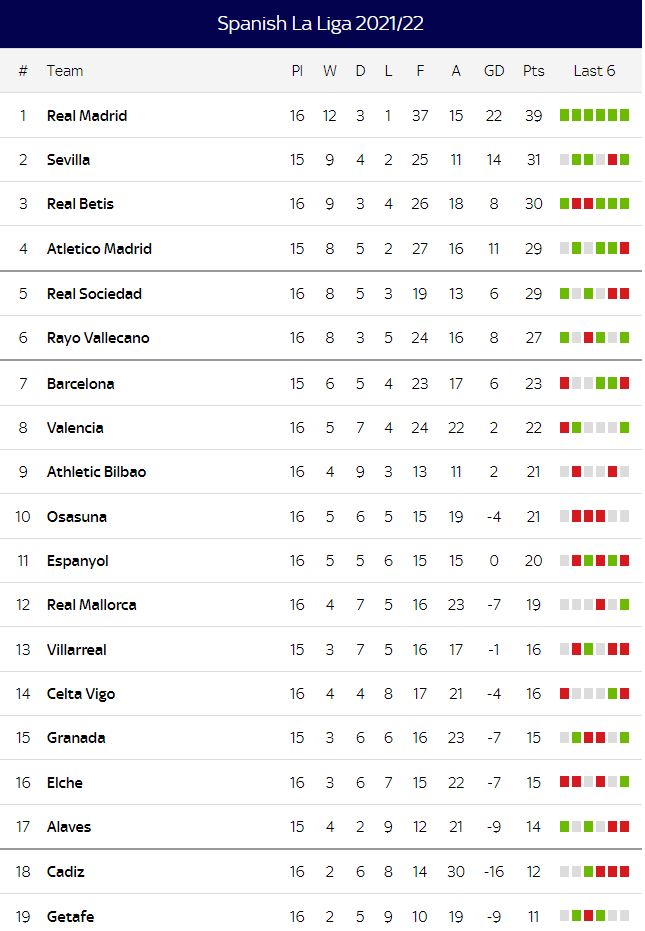 Spanish La Liga 2021/22
# Team Pl W D L F A GD Pts Last 6
1 Real Madrid 16 12 3 1 37 15 22 39
2 Sevilla 15 9 4 2 25 11 14 31
3 Real Betis 16 9 3 4 26 18 8 30
4 Atletico Madrid 15 8 5 2 27 16 11 29
5 Real Sociedad 16 8 5 3 19 13 6 29
6 Rayo Vallecano 16 8 3 5 24 16 8 27
7 Barcelona 15 6 5 4 23 17 6 23
8 Valencia 16 5 7 4 24 22 2 22
9 Athletic Bilbao 16 4 9 3 13 11 2 21
10 Osasuna 16 5 6 5 15 19 -4 21
11 Espanyol 16 5 5 6 15 15 0 20
12 Real Mallorca 16 4 7 5 16 23 -7 19
13 Villarreal 15 3 7 5 16 17 -1 16
14 Celta Vigo 16 4 4 8 17 21 -4 16
15 Granada 15 3 6 6 16 23 -7 15
16 Elche 16 3 6 7 15 22 -7 15
17 Alaves 15 4 2 9 12 21 -9 14
18 Cadiz 16 2 6 8 14 30 -16 12
19 Getafe 16 2 5 9 10 19 -9 11